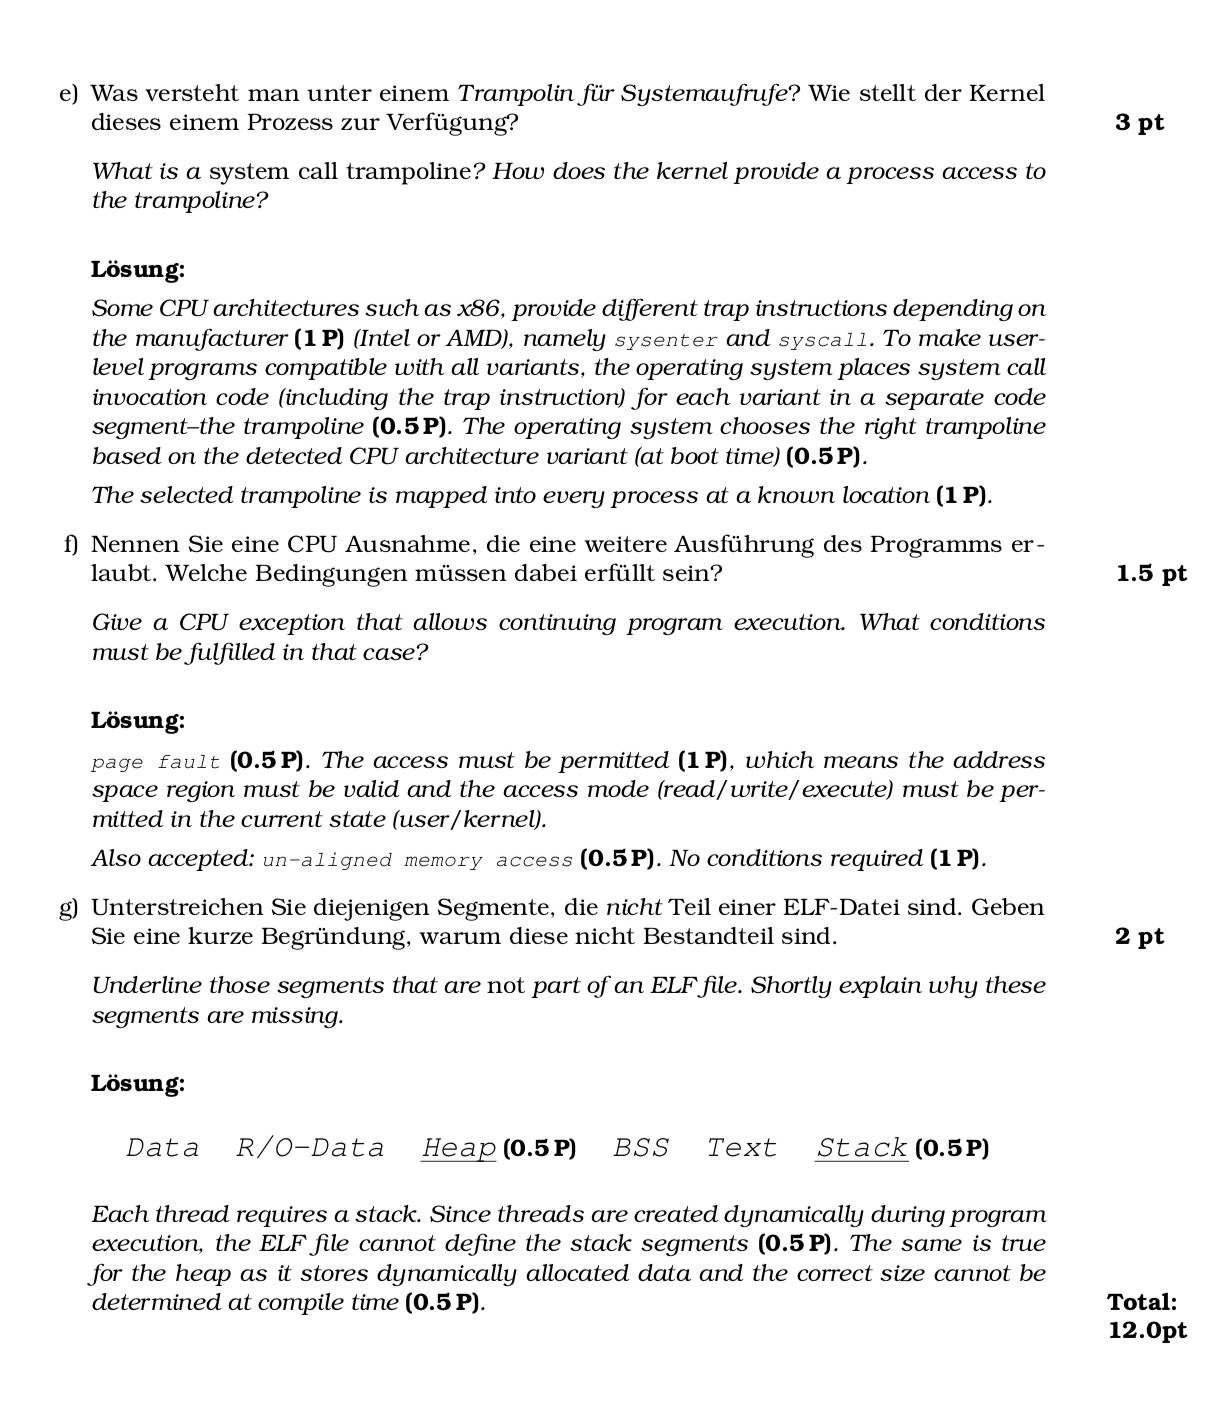 e) Was versteht man unter einem Trampolin für Systemaufrufe? Wie stellt der Kernel
dieses einem Prozess zur Verfügung?
3 pt
What is a system call trampoline? How does the kernel provide a process access to
the trampoline?
Lösung:
Some CPU architectures such as x86, provide different trap instructions depending on
the manufacturer (1 P) (Intel or AMD), namely sysenter and syscall. To make user-
level programs compatible with all variants, the operating system places system call
invocation code (including the trap instruction) for each variant in a separate code
segment–the trampoline (0.5 P). The operating system chooses the right trampoline
based on the detected CPU architecture variant (at boot time) (0.5 P).
The selected trampoline is mapped into every process at a known location (1 P).
f) Nennen Sie eine CPU Ausnahme, die eine weitere Ausführung des Programms er-
laubt. Welche Bedingungen müssen dabei erfüllt sein?
1.5 pt
Give a CPU exception that allows continuing program execution. What conditions
must be fulfilled in that case?
Lösung:
page fault (0.5 P). The access must be permitted (1 P), which means the address
space region must be valid and the access mode (read/write/execute) must be per-
mitted in the current state (user/kernel).
Also accepted: un-aligned memory access (0.5 P). No conditions required (1 P).
g) Unterstreichen Sie diejenigen Segmente, die nicht Teil einer ELF-Datei sind. Geben
Sie eine kurze Begründung, warum diese nicht Bestandteil sind.
2 pt
Underline those segments that are not part of an ELF file. Shortly explain why these
segments are missing.
Lösung:
Data R/O-Data Heap (0.5 P) BSS Text Stack (0.5 P)
Each thread requires a stack. Since threads are created dynamically during program
execution, the ELF file cannot define the stack segments (0.5 P). The same is true
for the heap as it stores dynamically allocated data and the correct size cannot be
determined at compile time (0.5 P).
Total:
12.0pt